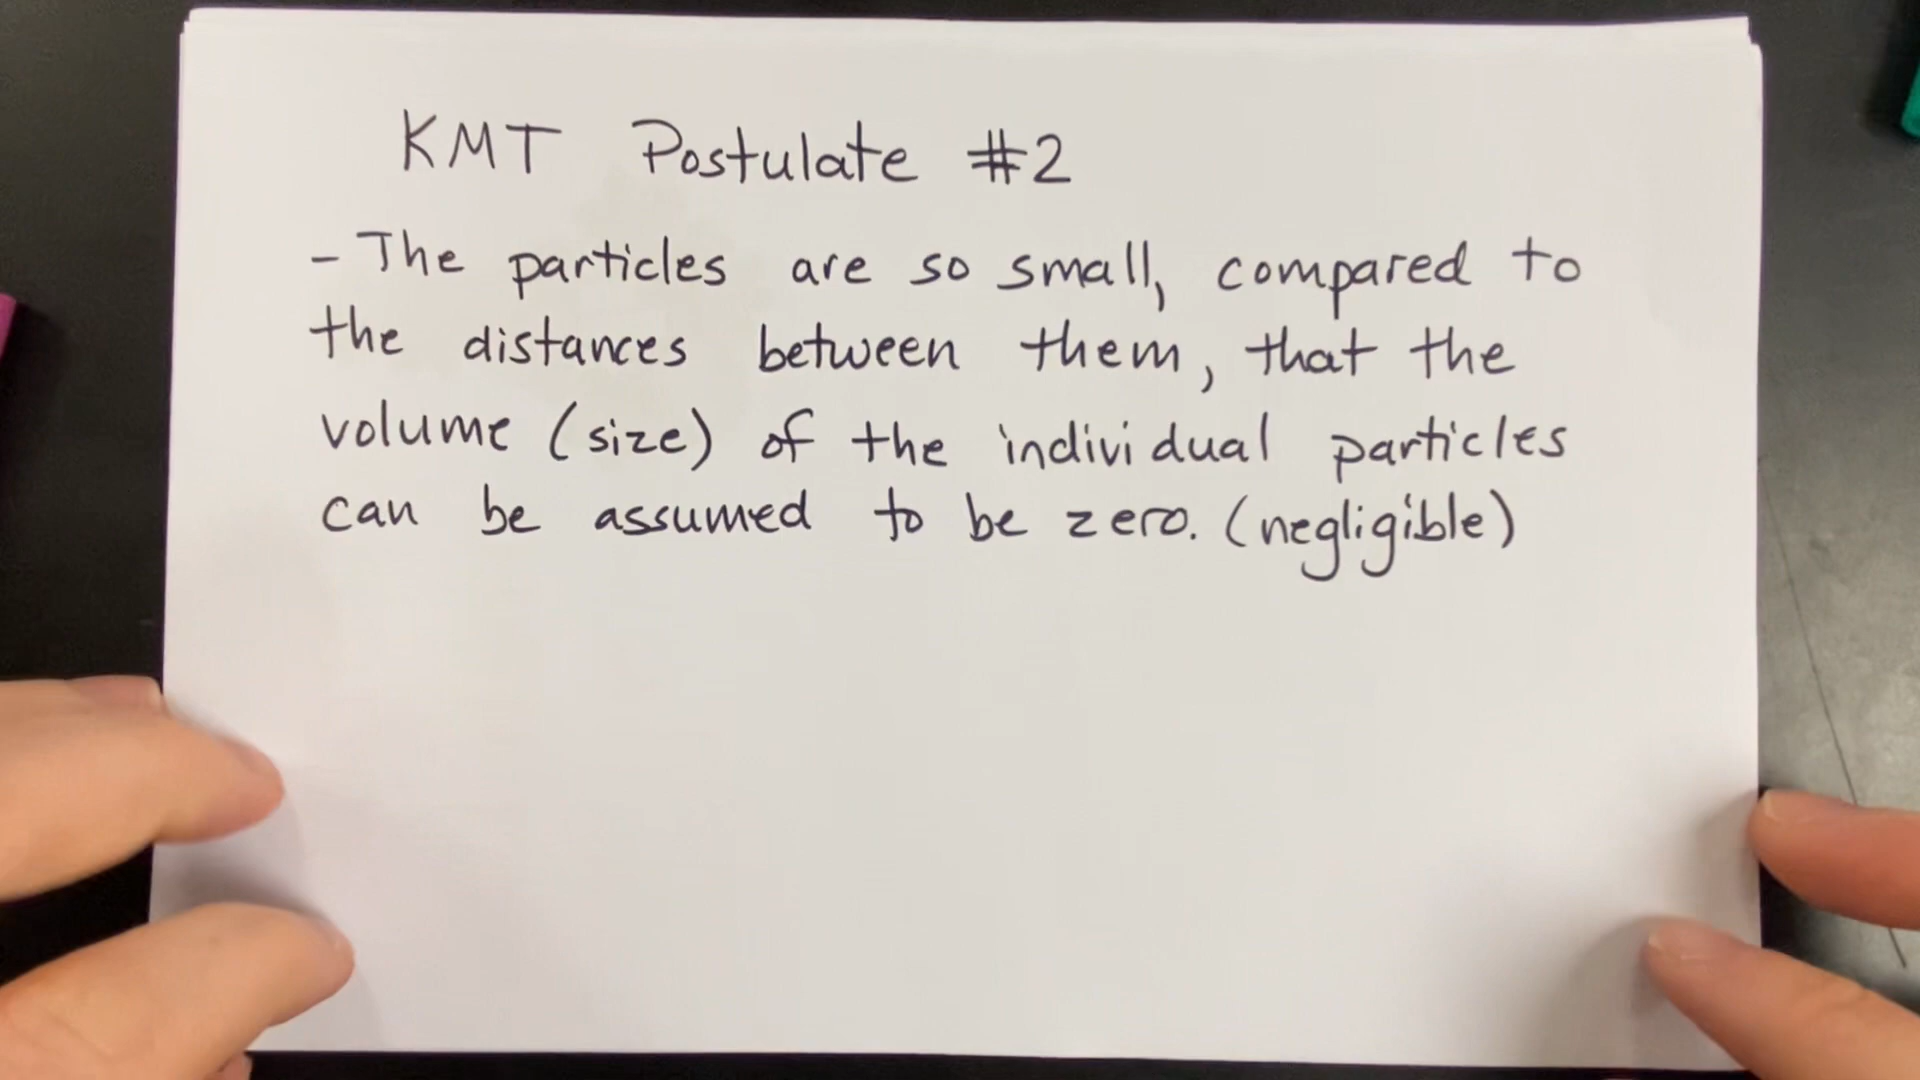 KMT Postulate #2
- The particles are so small, compared to
the distances between them, that the
volume (size) of the individual particles
can be assumed to be zero. (negligible)